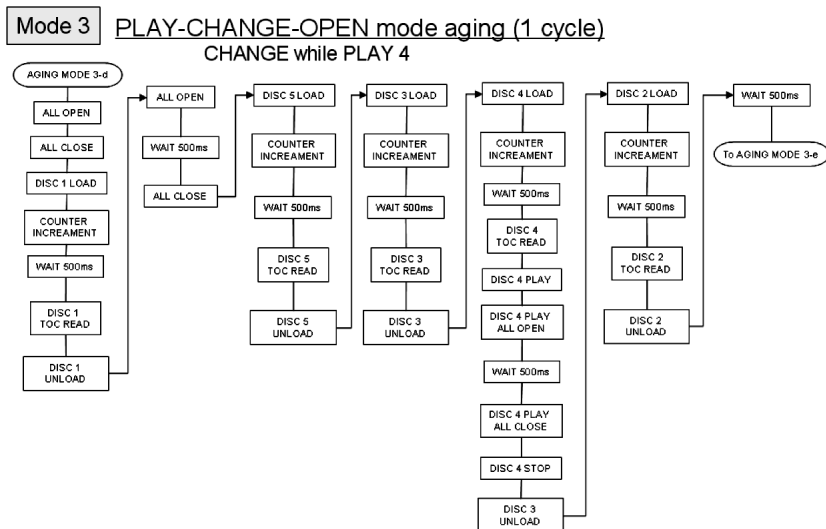 Mode 3
PLAY-CHANGE-OPEN mode aging (1 cycle)
CHANGE while PLAY 4
AGING MODE 3-d
ALL OPEN
ALL CLOSE
DISC 1 LOAD
COUNTER
INCREAMENT
WAIT 500ms
DISC 1
TOC READ
DISC 1
UNLOAD
ALL OPEN
WAIT 500ms
ALL CLOSE
DISC 5 LOAD
COUNTER
INCREAMENT
WAIT 500ms
DISC 5
TOC READ
DISC 5
UNLOAD
DISC 3 LOAD
COUNTER
INCREAMENT
WAIT 500ms
DISC 3
TOC READ
DISC 3
UNLOAD
DISC 4 LOAD
COUNTER
INCREAMENT
WAIT 500ms
DISC 4
TOC READ
DISC 4 PLAY
DISC 4 PLAY
ALL OPEN
WAIT 500ms
DISC 4 PLAY
ALL CLOSE
DISC 4 STOP
DISC 3
UNLOAD
DISC 2 LOAD
COUNTER
INCREAMENT
WAIT 500ms
DISC 2
TOC READ
DISC 2
UNLOAD
WAIT 500ms
To AGING MODE 3-e